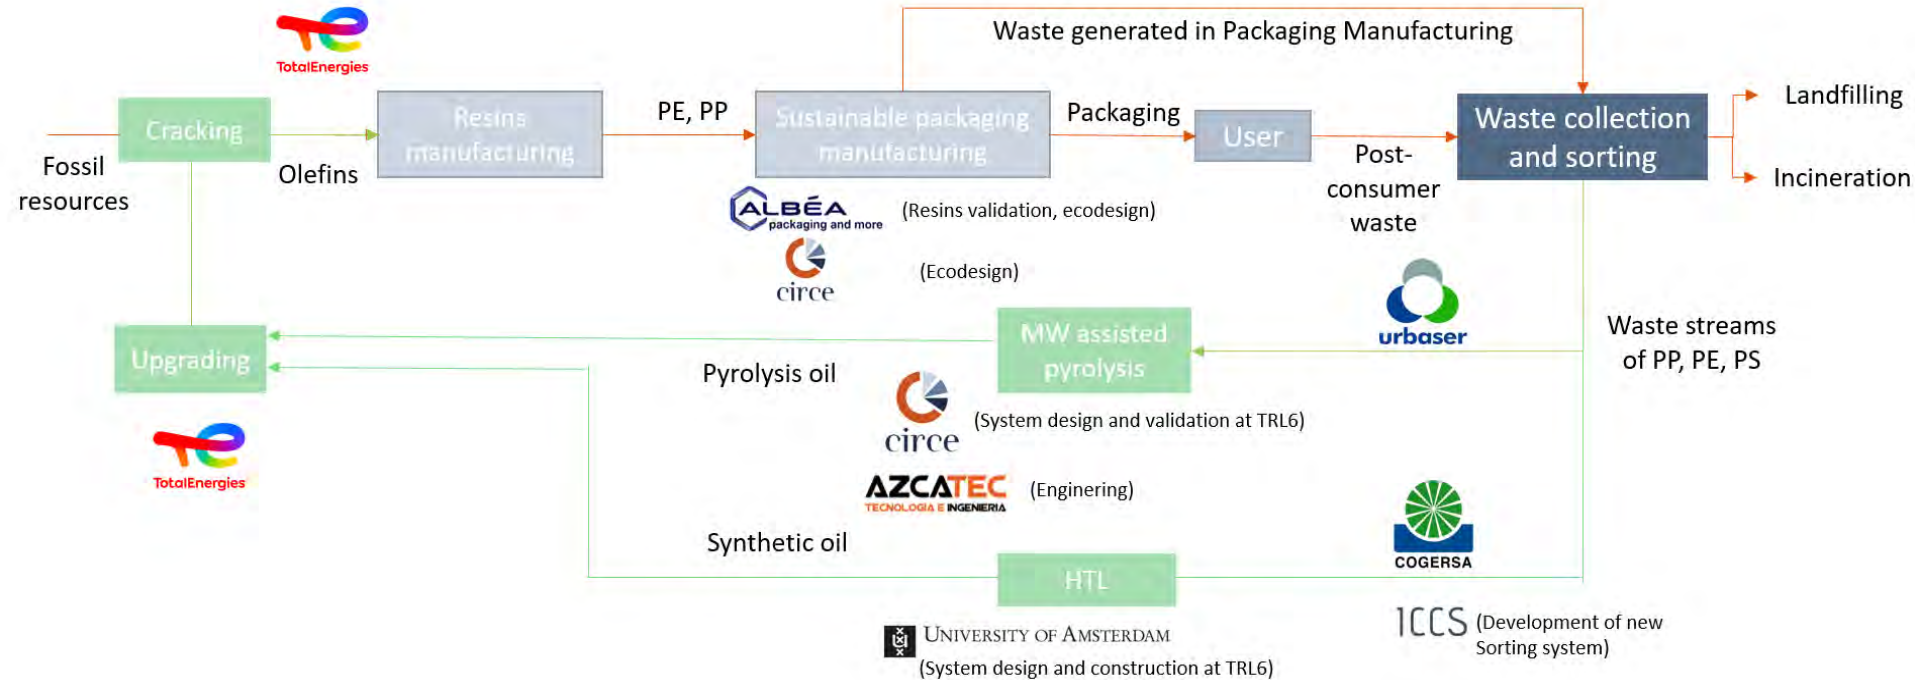 TotalEnergies
Waste generated in Packaging Manufacturing
Cracking
Fossil
resources
Olefins
Resins
manufacturing
PE, PP
Sustainable packaging
manufacturing
Packaging
User
Post-
consumer
waste
Waste collection
and sorting
Landfilling
Incineration
ALBÉA
packaging and more
(Resins validation, ecodesign)
circe
(Ecodesign)
urbaser
Waste streams
of PP, PE, PS
MW assisted
pyrolysis
Upgrading
Pyrolysis oil
TotalEnergies
circe
(System design and validation at TRL6)
AZCATEC
TECNOLOGIA E INGENIERIA
(Enginering)
Synthetic oil
HTL
COGERSA
UNIVERSITY OF AMSTERDAM
(System design and construction at TRL6)
ICCS
(Development of new
Sorting system)